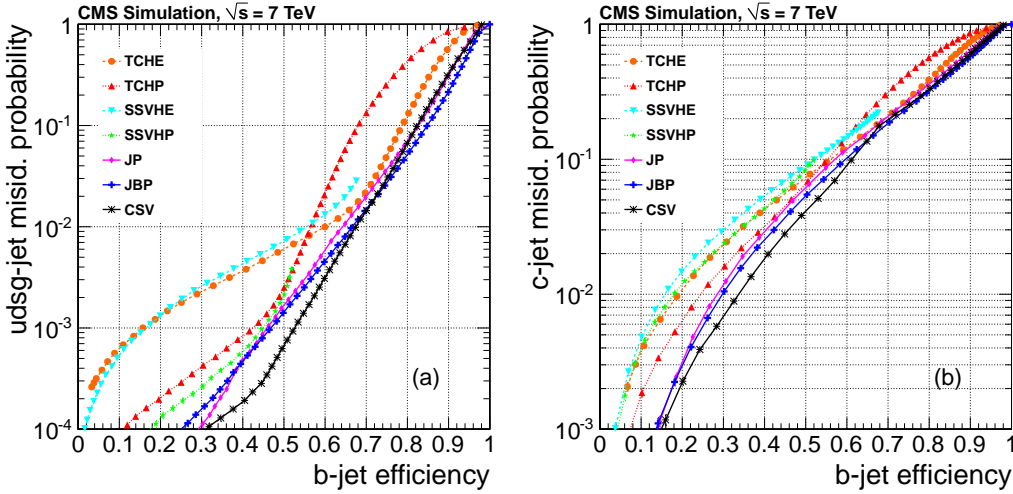 CMS Simulation, √s = 7 TeV
udsg-jet misid. probability
1
10⁻¹
10⁻²
10⁻³
10⁻⁴
TCHE
TCHP
SSVHE
SSVHP
JP
JBP
CSV
(a)
0 0.1 0.2 0.3 0.4 0.5 0.6 0.7 0.8 0.9 1
b-jet efficiency
CMS Simulation, √s = 7 TeV
c-jet misid. probability
1
10⁻¹
10⁻²
10⁻³
TCHE
TCHP
SSVHE
SSVHP
JP
JBP
CSV
(b)
0 0.1 0.2 0.3 0.4 0.5 0.6 0.7 0.8 0.9 1
b-jet efficiency